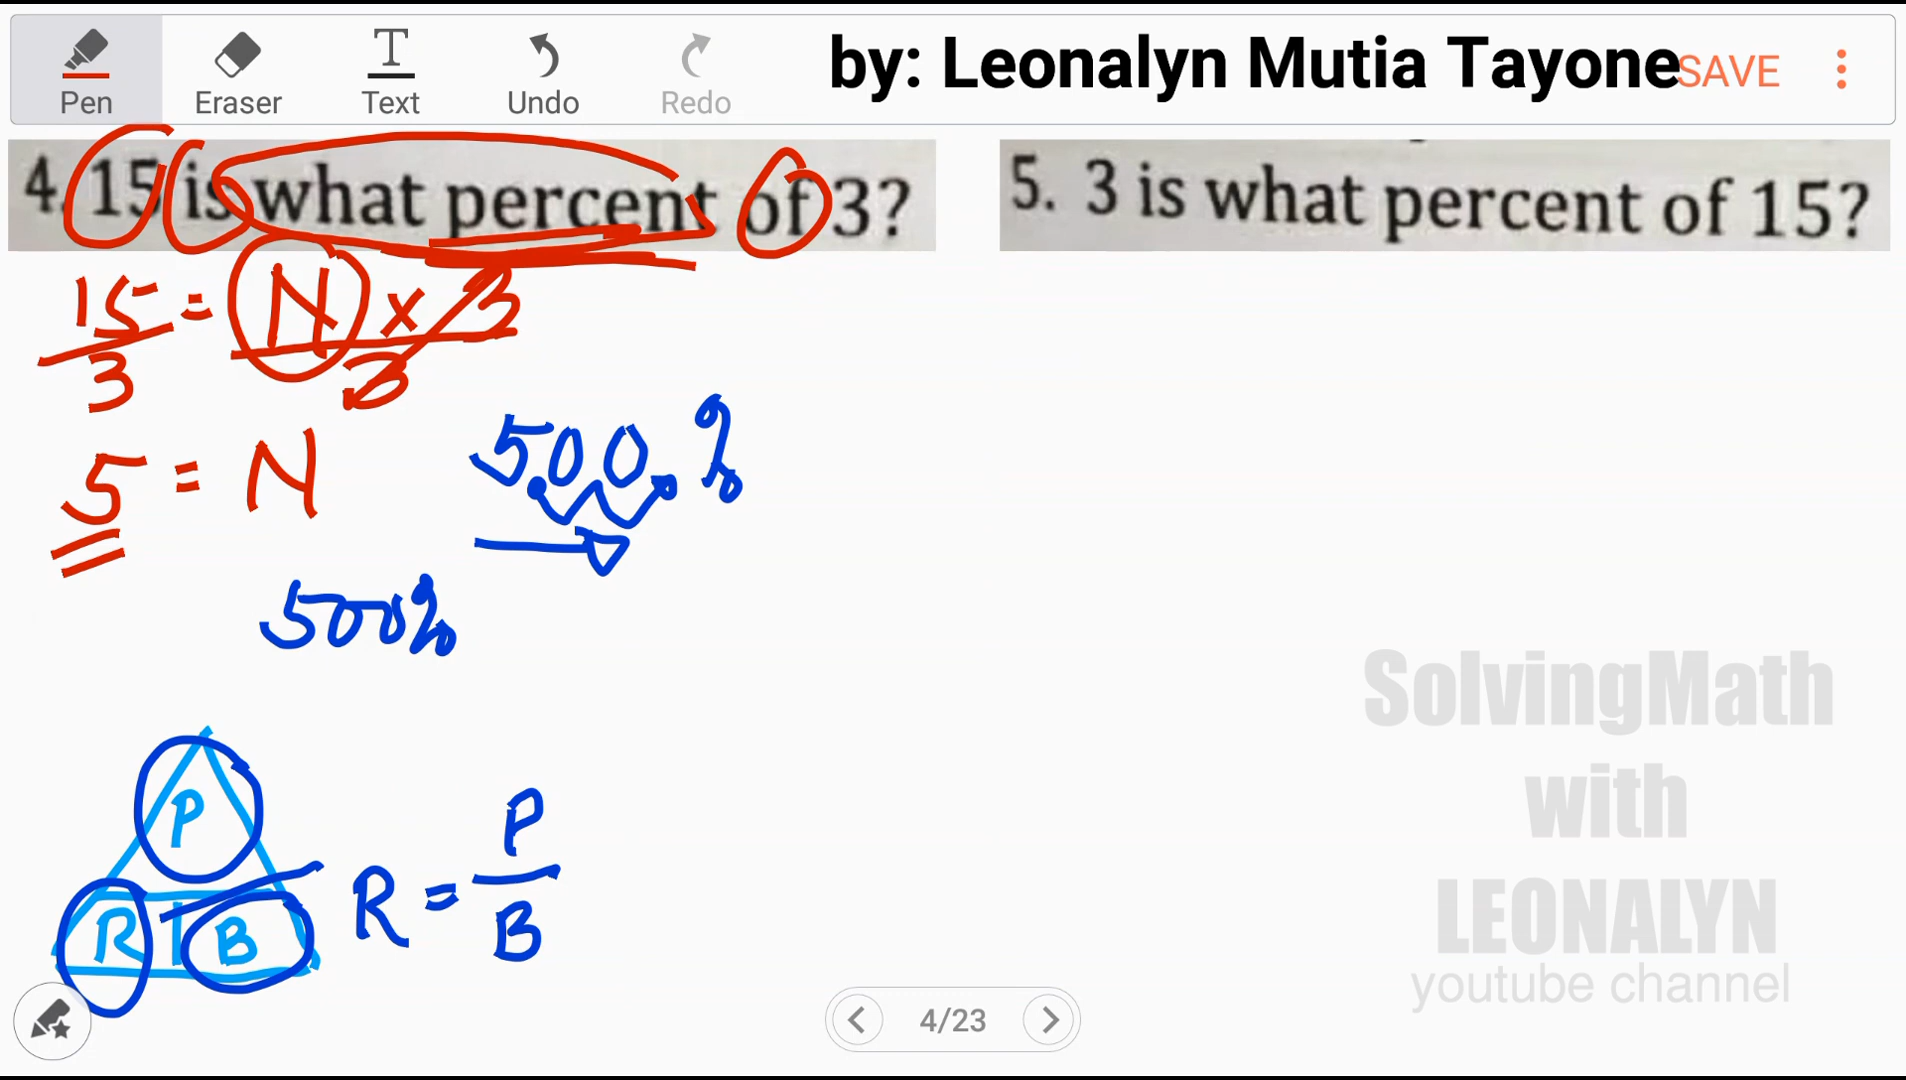 Pen Eraser Text Undo Redo by: Leonalyn Mutia Tayone SAVE
4. 15 is what percent of 3?
15/3 = N x 3/3
5 = N
500.%
500%
P
R B
R = P/B
5. 3 is what percent of 15?
SolvingMath
with
LEONALYN
youtube channel
4/23